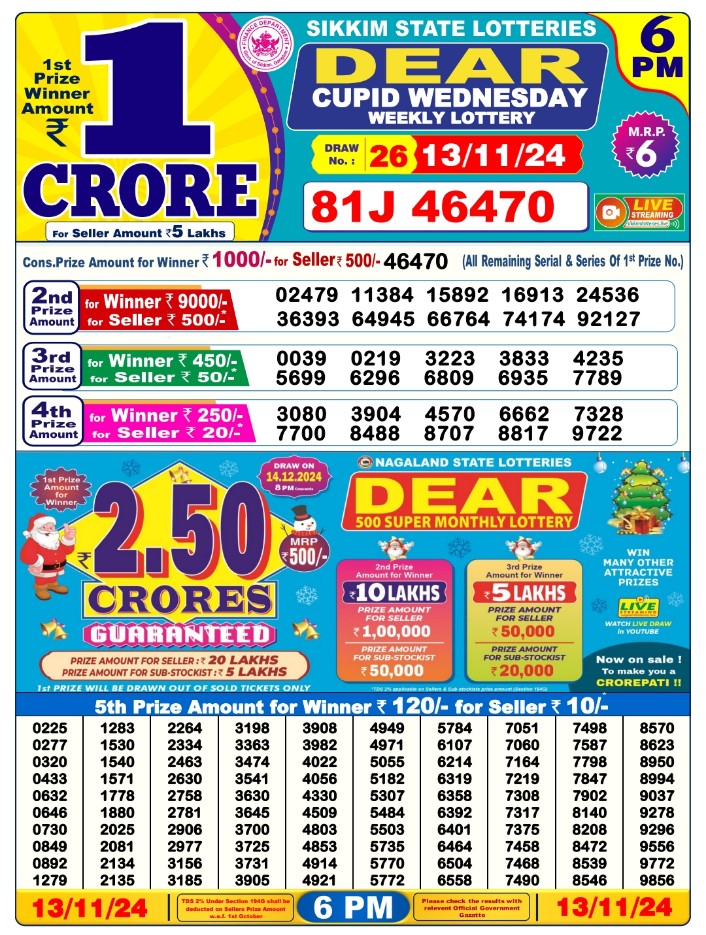 1st
Prize
Winner
Amount
₹
1
CRORE
For Seller Amount ₹5 Lakhs
SIKKIM STATE LOTTERIES
DEAR
CUPID WEDNESDAY
WEEKLY LOTTERY
6
PM
DRAW No. : 26 13/11/24
M.R.P.
₹6
81J 46470
LIVE
STREAMING
Cons.Prize Amount for Winner ₹ 1000/- for Seller ₹ 500/- 46470 (All Remaining Serial & Series Of 1st Prize No.)
2nd
Prize
Amount
for Winner ₹ 9000/-
for Seller ₹ 500/-*
02479 11384 15892 16913 24536
36393 64945 66764 74174 92127
3rd
Prize
Amount
for Winner ₹ 450/-
for Seller ₹ 50/-*
0039 0219 3223 3833 4235
5699 6296 6809 6935 7789
4th
Prize
Amount
for Winner ₹ 250/-
for Seller ₹ 20/-*
3080 3904 4570 6662 7328
7700 8488 8707 8817 9722
1st Prize
Amount
for
Winner
DRAW ON
14.12.2024
8 PM Onwards
₹ 2.50
CRORES
GUARANTEED
MRP
₹500/-
PRIZE AMOUNT FOR SELLER : ₹ 20 LAKHS
PRIZE AMOUNT FOR SUB-STOCKIST : ₹ 5 LAKHS
1st PRIZE WILL BE DRAWN OUT OF SOLD TICKETS ONLY
NAGALAND STATE LOTTERIES
DEAR
500 SUPER MONTHLY LOTTERY
2nd Prize
Amount for Winner
₹10 LAKHS
PRIZE AMOUNT
FOR SELLER
₹ 1,00,000
PRIZE AMOUNT
FOR SUB-STOCKIST
₹ 50,000
3rd Prize
Amount for Winner
₹5 LAKHS
PRIZE AMOUNT
FOR SELLER
₹ 50,000
PRIZE AMOUNT
FOR SUB-STOCKIST
₹ 20,000
WIN
MANY OTHER
ATTRACTIVE
PRIZES
LIVE
STREAMING
WATCH LIVE DRAW
in YOUTUBE
Now on sale !
To make you a
CROREPATI !!
5th Prize Amount for Winner ₹ 120/- for Seller ₹ 10/-*
0225 1283 2264 3198 3908 4949 5784 7051 7498 8570
0277 1530 2334 3363 3982 4971 6107 7060 7587 8623
0320 1540 2463 3474 4022 5055 6214 7164 7798 8950
0433 1571 2630 3541 4056 5182 6319 7219 7847 8994
0632 1778 2758 3630 4330 5307 6358 7308 7902 9037
0646 1880 2781 3645 4509 5484 6392 7317 8140 9278
0730 2025 2906 3700 4803 5503 6401 7375 8208 9296
0849 2081 2977 3725 4853 5735 6464 7458 8472 9556
0892 2134 3156 3731 4914 5770 6504 7468 8539 9772
1279 2135 3185 3905 4921 5772 6558 7490 8546 9856
13/11/24
TDS 2% Under Section 194G shall be
deducted on Sellers Prize Amount
w.e.f. 1st October
6 PM
Please check the results with
relevent Official Government
Gazatte
13/11/24